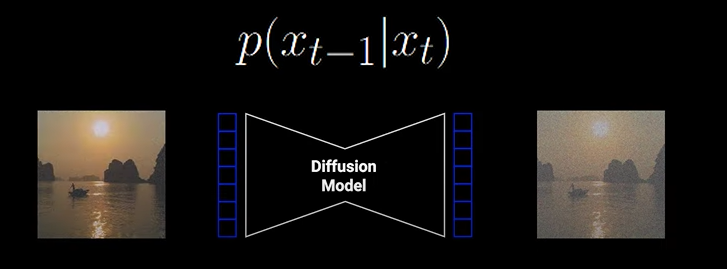 p(x_{t-1}|x_t)
Diffusion
Model